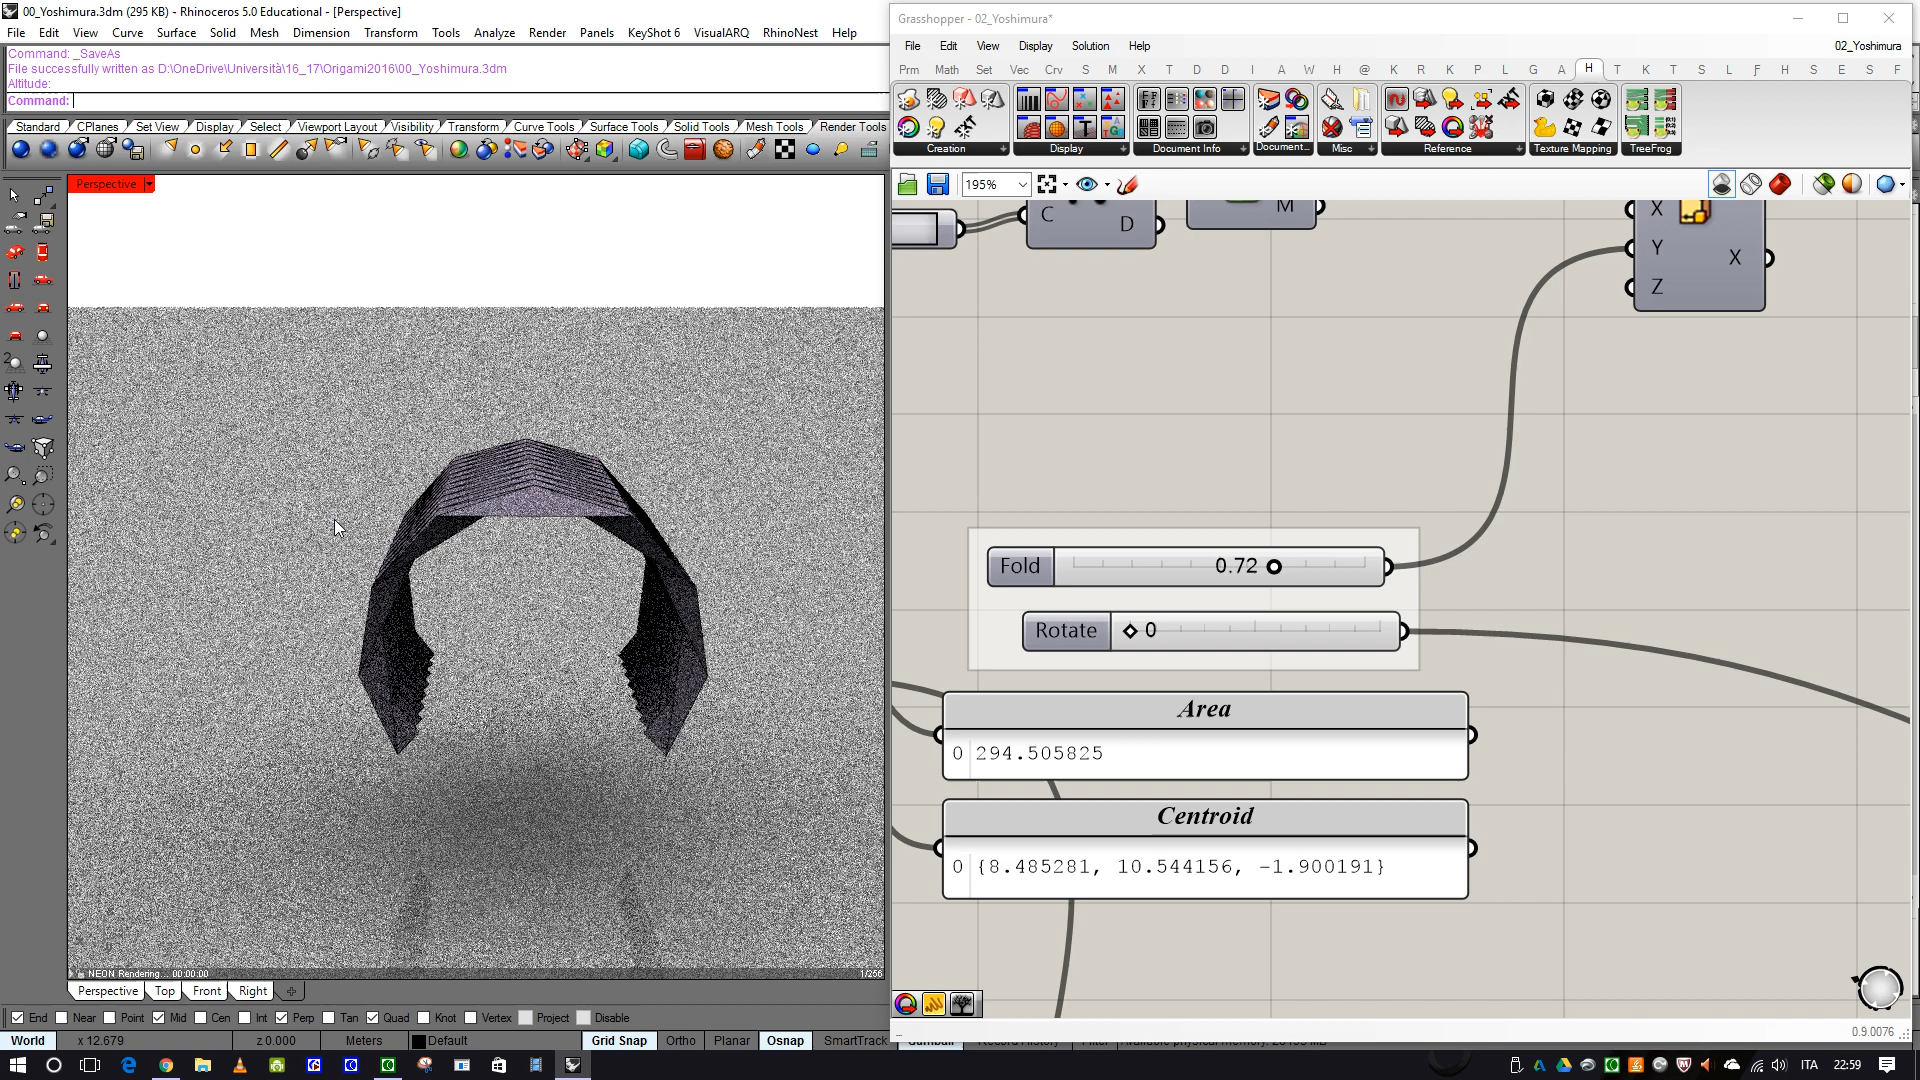 00_Yoshimura.3dm (295 KB) - Rhinoceros 5.0 Educational - [Perspective]
File Edit View Curve Surface Solid Mesh Dimension Transform Tools Analyze Render Panels KeyShot 6 VisualARQ RhinoNest Help
Command: _SaveAs
File successfully written as D:\OneDrive\Università\16_17\Origami2016\00_Yoshimura.3dm
Altitude:
Command:
Standard CPlanes Set View Display Select Viewport Layout Visibility Transform Curve Tools Surface Tools Solid Tools Mesh Tools Render Tools
Perspective
NEON Rendering... 00:00:00 1/256
Perspective Top Front Right
End Near Point Mid Cen Int Perp Tan Quad Knot Vertex Project Disable
World x 12.679 z 0.000 Meters Default Grid Snap Ortho Planar Osnap SmartTrack
Grasshopper - 02_Yoshimura*
File Edit View Display Solution Help 02_Yoshimura
Prm Math Set Vec Crv S M X T D D I A W H @ K R K P L G A H T K T S L F H S E S F
Creation Display Document Info Document... Misc Reference Texture Mapping TreeFrog
195%
C D M
X Y Z X
Fold 0.72
Rotate 0
Area
0 294.505825
Centroid
0 {8.485281, 10.544156, -1.900191}
0.9.0076
ITA 22:59